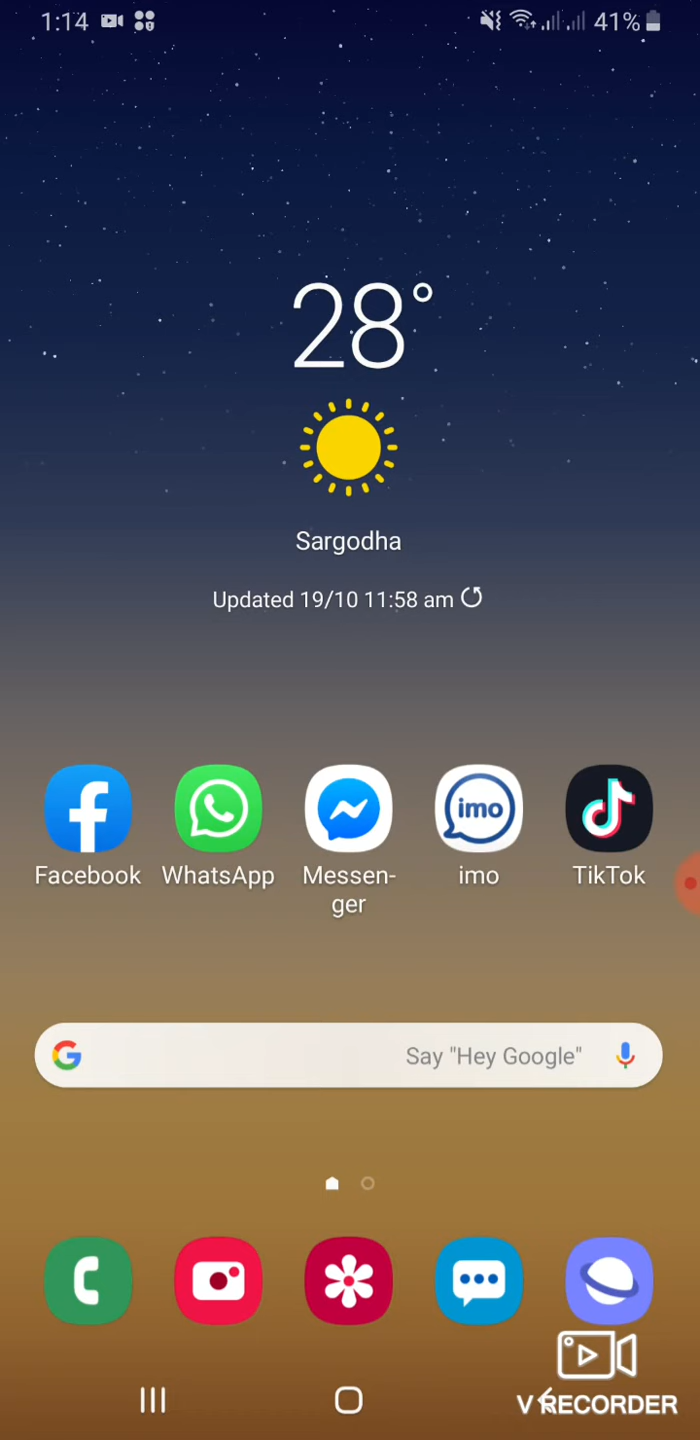 1:14
41%
28°
Sargodha
Updated 19/10 11:58 am
Facebook
WhatsApp
Messen-
ger
imo
imo
TikTok
Say "Hey Google"
V RECORDER